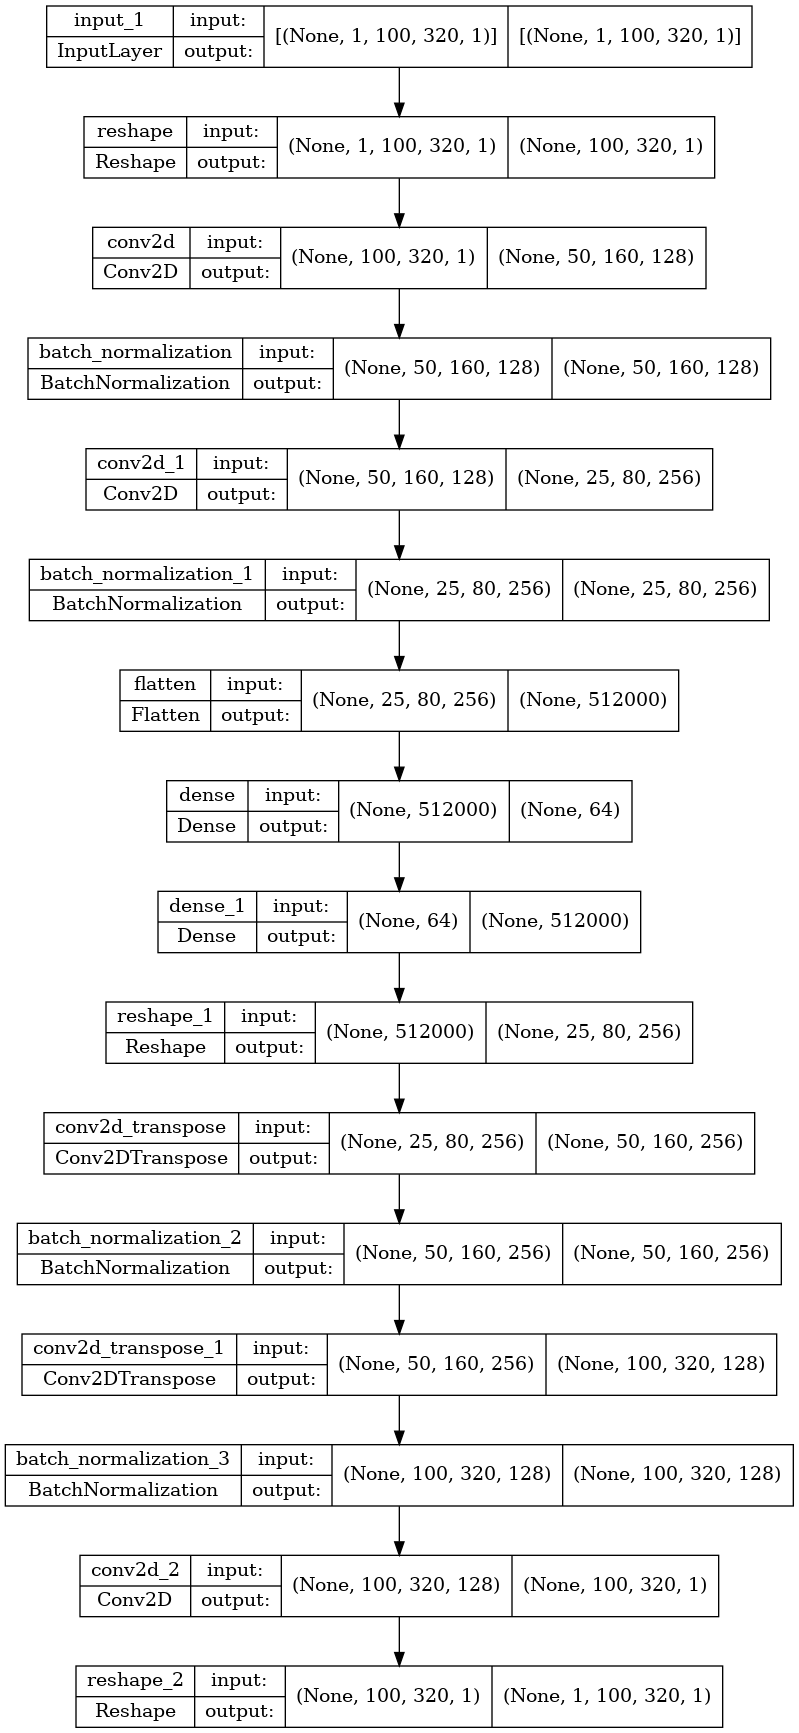 input_1 input: [(None, 1, 100, 320, 1)] [(None, 1, 100, 320, 1)]
InputLayer output:
reshape input: (None, 1, 100, 320, 1) (None, 100, 320, 1)
Reshape output:
conv2d input: (None, 100, 320, 1) (None, 50, 160, 128)
Conv2D output:
batch_normalization input: (None, 50, 160, 128) (None, 50, 160, 128)
BatchNormalization output:
conv2d_1 input: (None, 50, 160, 128) (None, 25, 80, 256)
Conv2D output:
batch_normalization_1 input: (None, 25, 80, 256) (None, 25, 80, 256)
BatchNormalization output:
flatten input: (None, 25, 80, 256) (None, 512000)
Flatten output:
dense input: (None, 512000) (None, 64)
Dense output:
dense_1 input: (None, 64) (None, 512000)
Dense output:
reshape_1 input: (None, 512000) (None, 25, 80, 256)
Reshape output:
conv2d_transpose input: (None, 25, 80, 256) (None, 50, 160, 256)
Conv2DTranspose output:
batch_normalization_2 input: (None, 50, 160, 256) (None, 50, 160, 256)
BatchNormalization output:
conv2d_transpose_1 input: (None, 50, 160, 256) (None, 100, 320, 128)
Conv2DTranspose output:
batch_normalization_3 input: (None, 100, 320, 128) (None, 100, 320, 128)
BatchNormalization output:
conv2d_2 input: (None, 100, 320, 128) (None, 100, 320, 1)
Conv2D output:
reshape_2 input: (None, 100, 320, 1) (None, 1, 100, 320, 1)
Reshape output: